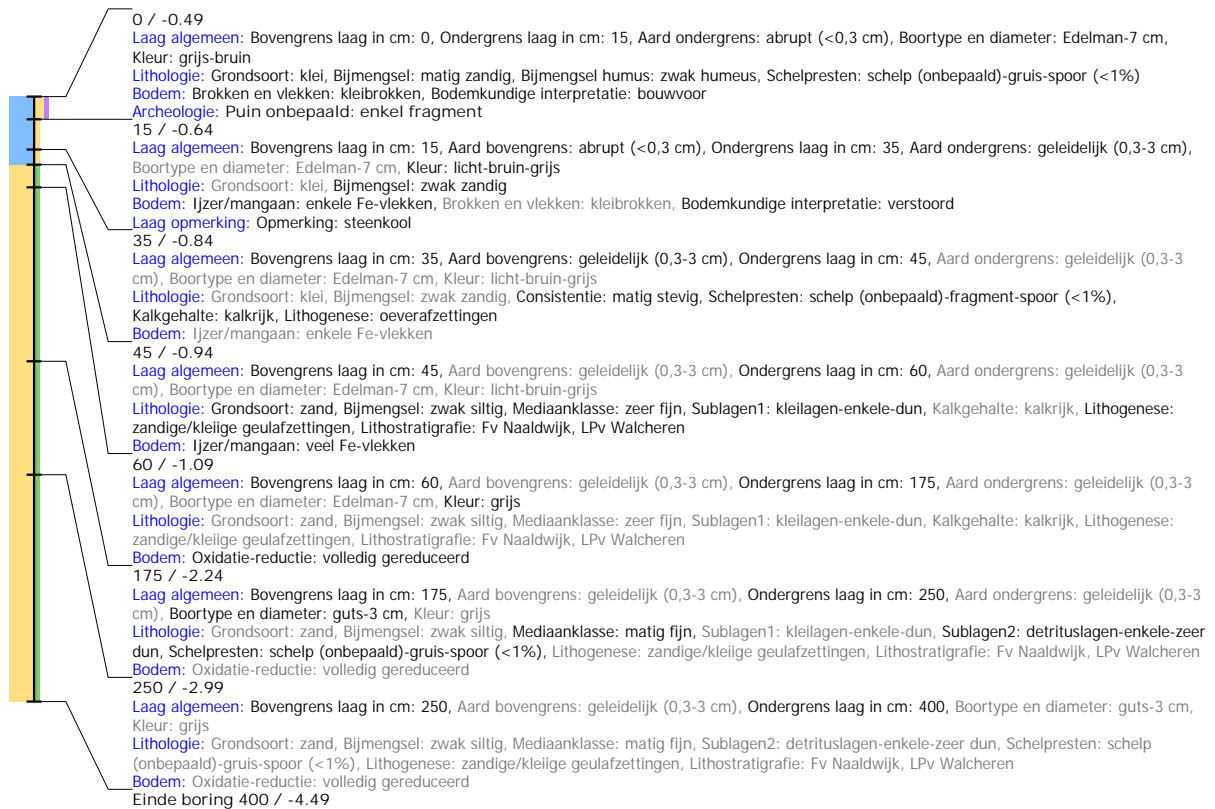 0 / -0.49
Laag algemeen: Bovengrens laag in cm: 0, Ondergrens laag in cm: 15, Aard ondergrens: abrupt (<0,3 cm), Boortype en diameter: Edelman-7 cm,
Kleur: grijs-bruin
Lithologie: Grondsoort: klei, Bijmengsel: matig zandig, Bijmengsel humus: zwak humeus, Schelpresten: schelp (onbepaald)-gruis-spoor (<1%)
Bodem: Brokken en vlekken: kleibrokken, Bodemkundige interpretatie: bouwvoor
Archeologie: Puin onbepaald: enkel fragment
15 / -0.64
Laag algemeen: Bovengrens laag in cm: 15, Aard bovengrens: abrupt (<0,3 cm), Ondergrens laag in cm: 35, Aard ondergrens: geleidelijk (0,3-3 cm),
Boortype en diameter: Edelman-7 cm, Kleur: licht-bruin-grijs
Lithologie: Grondsoort: klei, Bijmengsel: zwak zandig
Bodem: Ijzer/mangaan: enkele Fe-vlekken, Brokken en vlekken: kleibrokken, Bodemkundige interpretatie: verstoord
Laag opmerking: Opmerking: steenkool
35 / -0.84
Laag algemeen: Bovengrens laag in cm: 35, Aard bovengrens: geleidelijk (0,3-3 cm), Ondergrens laag in cm: 45, Aard ondergrens: geleidelijk (0,3-3
cm), Boortype en diameter: Edelman-7 cm, Kleur: licht-bruin-grijs
Lithologie: Grondsoort: klei, Bijmengsel: zwak zandig, Consistentie: matig stevig, Schelpresten: schelp (onbepaald)-fragment-spoor (<1%),
Kalkgehalte: kalkrijk, Lithogenese: oeverafzettingen
Bodem: Ijzer/mangaan: enkele Fe-vlekken
45 / -0.94
Laag algemeen: Bovengrens laag in cm: 45, Aard bovengrens: geleidelijk (0,3-3 cm), Ondergrens laag in cm: 60, Aard ondergrens: geleidelijk (0,3-3
cm), Boortype en diameter: Edelman-7 cm, Kleur: licht-bruin-grijs
Lithologie: Grondsoort: zand, Bijmengsel: zwak siltig, Mediaanklasse: zeer fijn, Sublagen1: kleilagen-enkele-dun, Kalkgehalte: kalkrijk, Lithogenese:
zandige/kleiige geulafzettingen, Lithostratigrafie: Fv Naaldwijk, LPv Walcheren
Bodem: Ijzer/mangaan: veel Fe-vlekken
60 / -1.09
Laag algemeen: Bovengrens laag in cm: 60, Aard bovengrens: geleidelijk (0,3-3 cm), Ondergrens laag in cm: 175, Aard ondergrens: geleidelijk (0,3-3
cm), Boortype en diameter: Edelman-7 cm, Kleur: grijs
Lithologie: Grondsoort: zand, Bijmengsel: zwak siltig, Mediaanklasse: zeer fijn, Sublagen1: kleilagen-enkele-dun, Kalkgehalte: kalkrijk, Lithogenese:
zandige/kleiige geulafzettingen, Lithostratigrafie: Fv Naaldwijk, LPv Walcheren
Bodem: Oxidatie-reductie: volledig gereduceerd
175 / -2.24
Laag algemeen: Bovengrens laag in cm: 175, Aard bovengrens: geleidelijk (0,3-3 cm), Ondergrens laag in cm: 250, Aard ondergrens: geleidelijk (0,3-3
cm), Boortype en diameter: guts-3 cm, Kleur: grijs
Lithologie: Grondsoort: zand, Bijmengsel: zwak siltig, Mediaanklasse: matig fijn, Sublagen1: kleilagen-enkele-dun, Sublagen2: detrituslagen-enkele-zeer
dun, Schelpresten: schelp (onbepaald)-gruis-spoor (<1%), Lithogenese: zandige/kleiige geulafzettingen, Lithostratigrafie: Fv Naaldwijk, LPv Walcheren
Bodem: Oxidatie-reductie: volledig gereduceerd
250 / -2.99
Laag algemeen: Bovengrens laag in cm: 250, Aard bovengrens: geleidelijk (0,3-3 cm), Ondergrens laag in cm: 400, Boortype en diameter: guts-3 cm,
Kleur: grijs
Lithologie: Grondsoort: zand, Bijmengsel: zwak siltig, Mediaanklasse: matig fijn, Sublagen2: detrituslagen-enkele-zeer dun, Schelpresten: schelp
(onbepaald)-gruis-spoor (<1%), Lithogenese: zandige/kleiige geulafzettingen, Lithostratigrafie: Fv Naaldwijk, LPv Walcheren
Bodem: Oxidatie-reductie: volledig gereduceerd
Einde boring 400 / -4.49